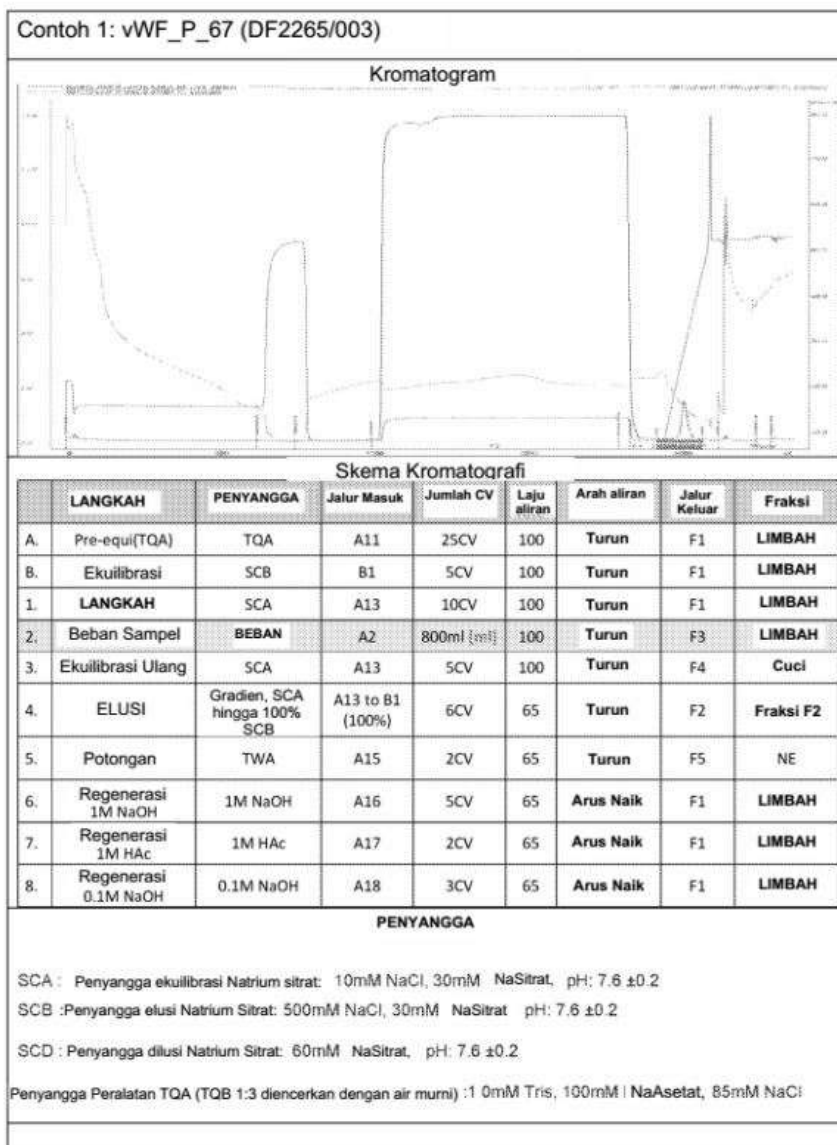 Contoh 1: vWF_P_67 (DF2265/003)
Kromatogram
Skema Kromatografi
LANGKAH PENYANGGA Jalur Masuk Jumlah CV Laju aliran Arah aliran Jalur Keluar Fraksi
A. Pre-equi(TQA) TQA A11 25CV 100 Turun F1 LIMBAH
B. Ekuilibrasi SCB B1 5CV 100 Turun F1 LIMBAH
1. LANGKAH SCA A13 10CV 100 Turun F1 LIMBAH
2. Beban Sampel BEBAN A2 800ml [ml] 100 Turun F3 LIMBAH
3. Ekuilibrasi Ulang SCA A13 5CV 100 Turun F4 Cuci
4. ELUSI Gradien, SCA hingga 100% SCB A13 to B1 (100%) 6CV 65 Turun F2 Fraksi F2
5. Potongan TWA A15 2CV 65 Turun F5 NE
6. Regenerasi 1M NaOH 1M NaOH A16 5CV 65 Arus Naik F1 LIMBAH
7. Regenerasi 1M HAc 1M HAc A17 2CV 65 Arus Naik F1 LIMBAH
8. Regenerasi 0.1M NaOH 0.1M NaOH A18 3CV 65 Arus Naik F1 LIMBAH
PENYANGGA
SCA : Penyangga ekuilibrasi Natrium sitrat: 10mM NaCl, 30mM NaSitrat, pH: 7.6 ±0.2
SCB :Penyangga elusi Natrium Sitrat: 500mM NaCl, 30mM NaSitrat pH: 7.6 ±0.2
SCD : Penyangga dilusi Natrium Sitrat: 60mM NaSitrat, pH: 7.6 ±0.2
Penyangga Peralatan TQA (TQB 1:3 diencerkan dengan air murni) :1 0mM Tris, 100mM | NaAsetat, 85mM NaCl